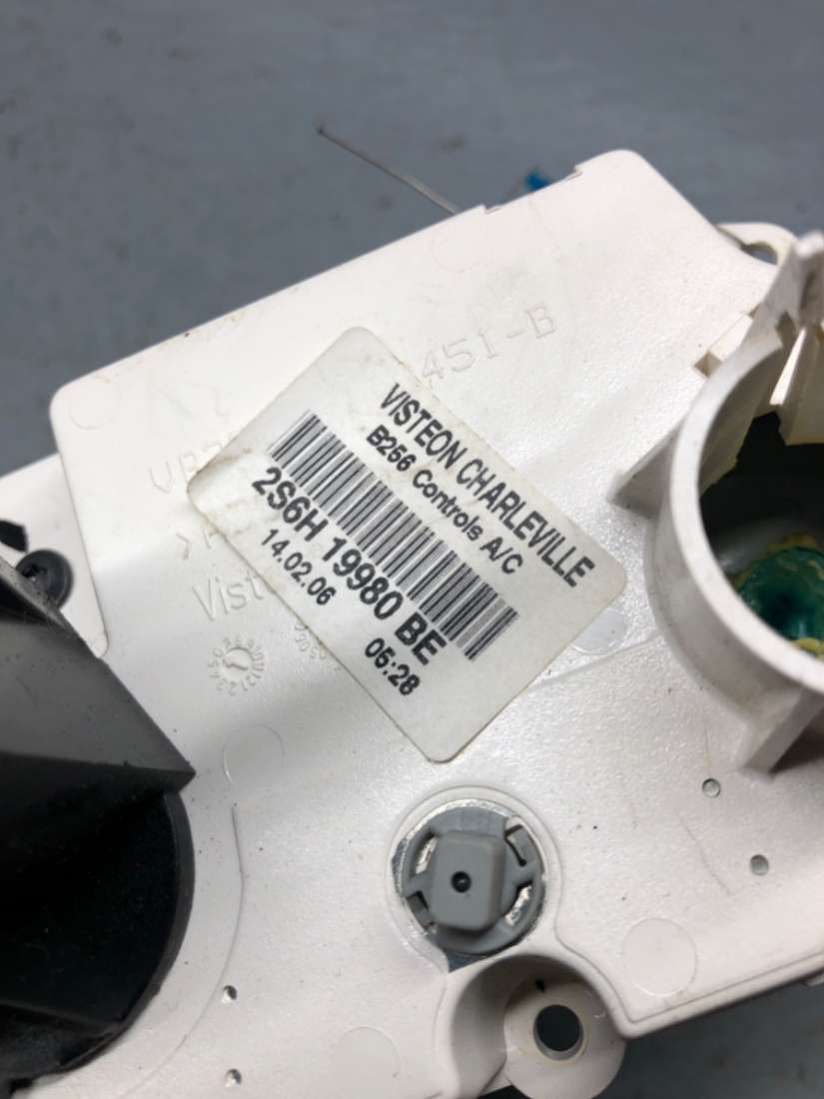 451-B
VISTEON CHARLEVILLE
B256 Controls A/C
2S6H 19980 BE
14.02.06 05:28